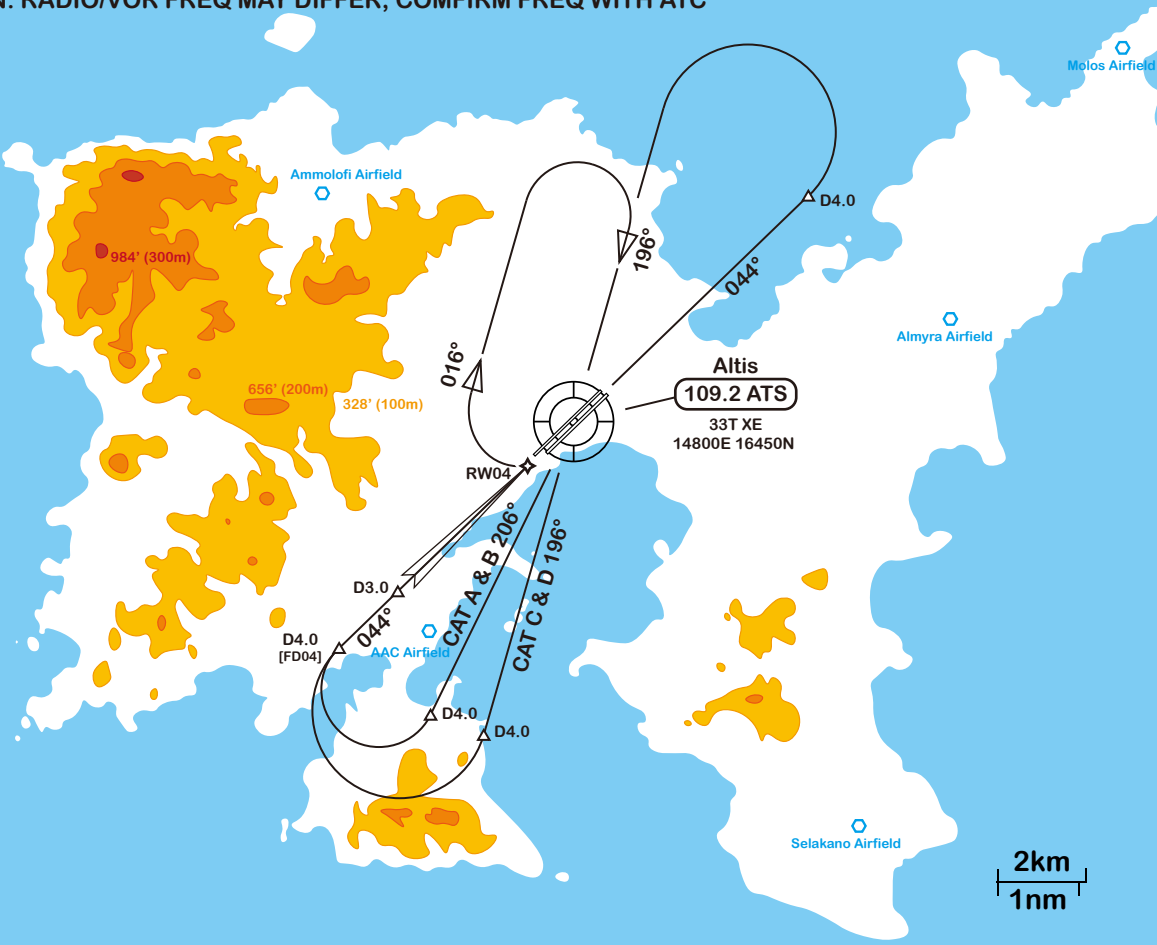 N: RADIO/VOR FREQ MAY DIFFER, COMFIRM FREQ WITH ATC
Molos Airfield
Ammolofi Airfield
D4.0
196°
044°
984' (300m)
Almyra Airfield
016°
Altis
109.2 ATS
33T XE
14800E 16450N
656' (200m)
328' (100m)
RW04
CAT A & B 206°
CAT C & D 196°
D3.0
044°
D4.0
[FD04]
AAC Airfield
D4.0
D4.0
Selakano Airfield
2km
1nm